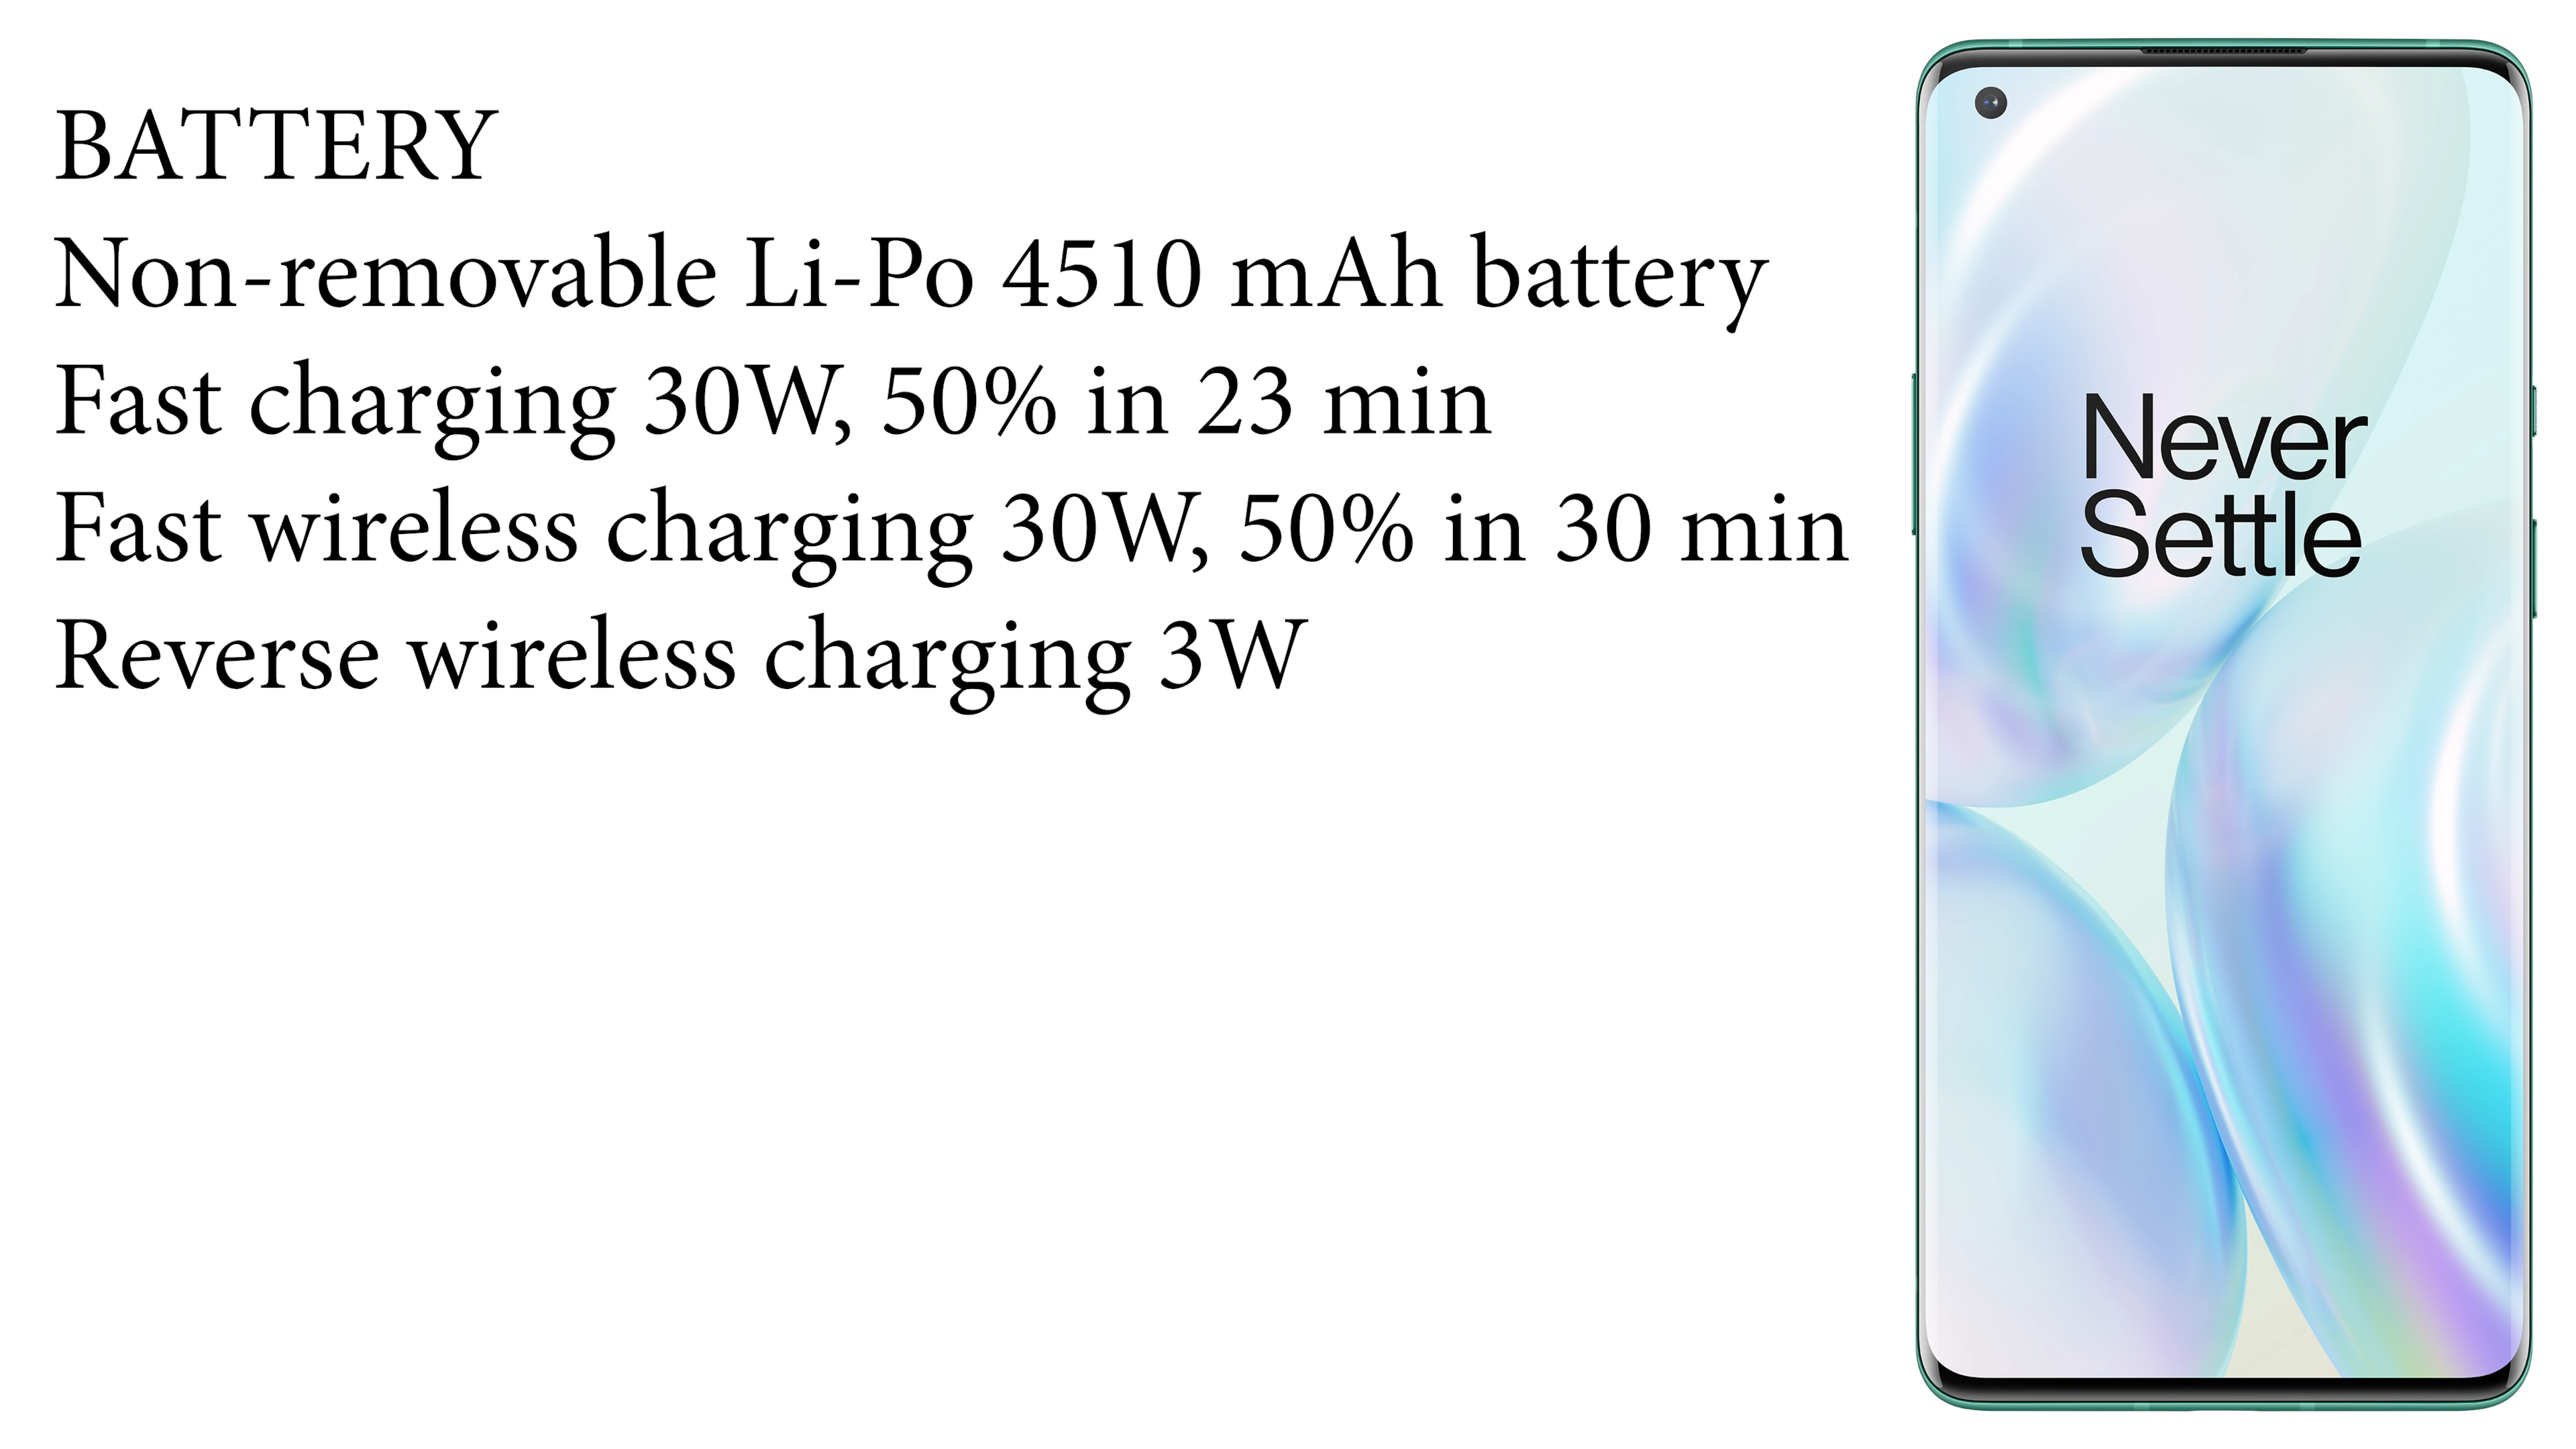 BATTERY
Non-removable Li-Po 4510 mAh battery
Fast charging 30W, 50% in 23 min
Fast wireless charging 30W, 50% in 30 min
Reverse wireless charging 3W
Never
Settle